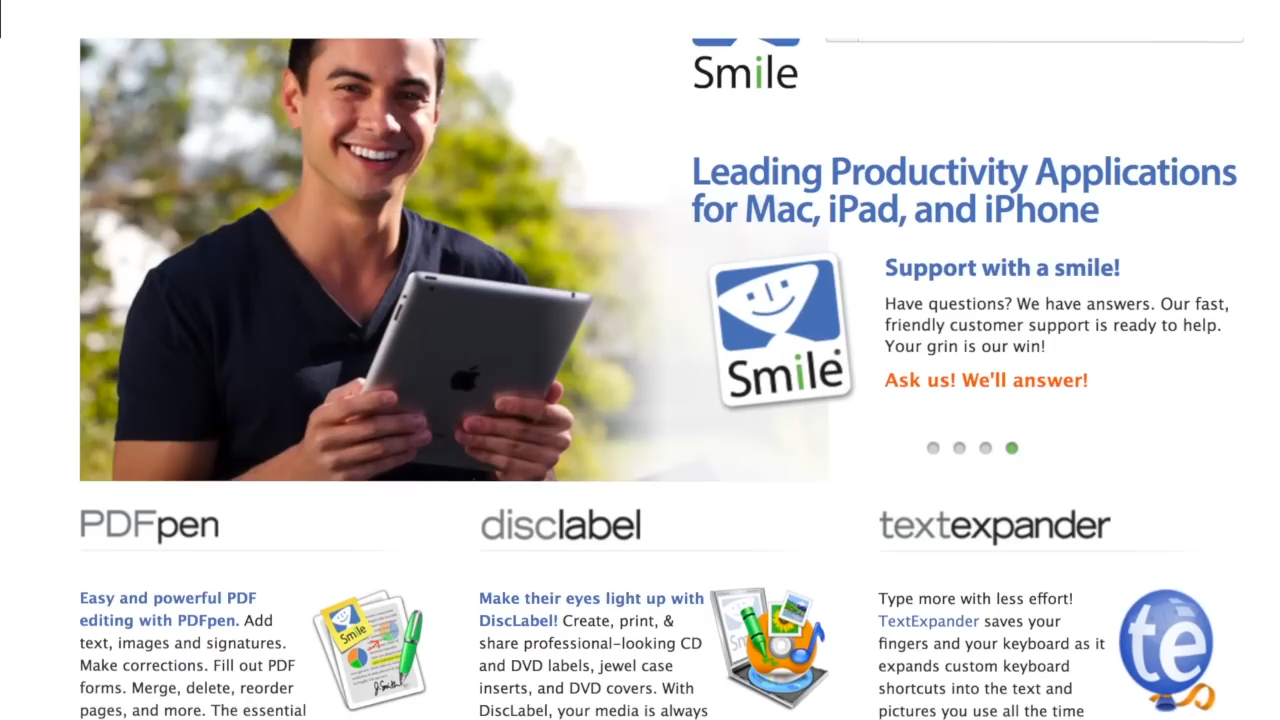 Smile
Leading Productivity Applications
for Mac, iPad, and iPhone
Support with a smile!
Have questions? We have answers. Our fast,
friendly customer support is ready to help.
Your grin is our win!
Ask us! We'll answer!
Smile®
PDFpen
Easy and powerful PDF
editing with PDFpen. Add
text, images and signatures.
Make corrections. Fill out PDF
forms. Merge, delete, reorder
pages, and more. The essential
Smile
J.Smith
disclabel
Make their eyes light up with
DiscLabel! Create, print, &
share professional-looking CD
and DVD labels, jewel case
inserts, and DVD covers. With
DiscLabel, your media is always
textexpander
Type more with less effort!
TextExpander saves your
fingers and your keyboard as it
expands custom keyboard
shortcuts into the text and
pictures you use all the time
te